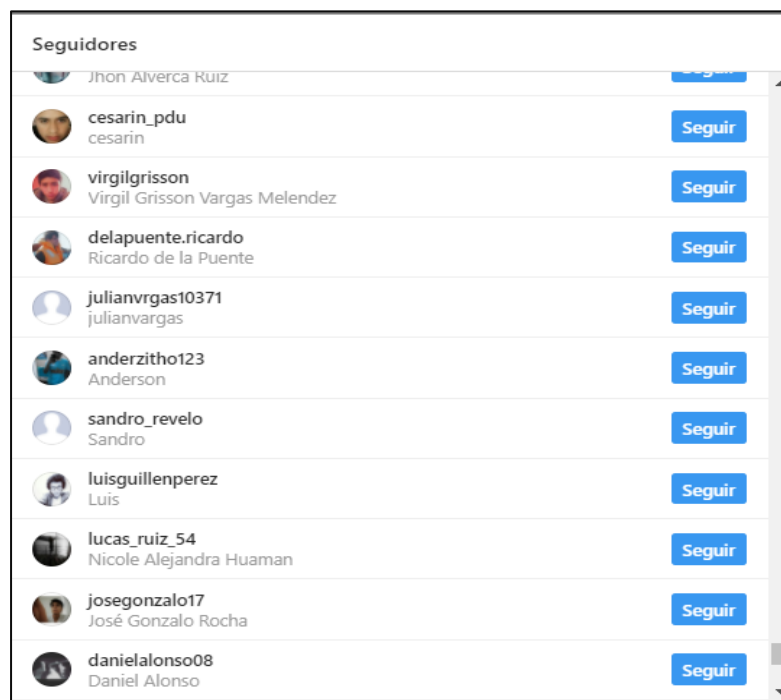 Seguidores
Jhon Alverca Ruiz
Seguir
cesarin_pdu
cesarin
Seguir
virgilgrisson
Virgil Grisson Vargas Melendez
Seguir
delapuente.ricardo
Ricardo de la Puente
Seguir
julianvrgas10371
julianvargas
Seguir
anderzitho123
Anderson
Seguir
sandro_revelo
Sandro
Seguir
luisguillenperez
Luis
Seguir
lucas_ruiz_54
Nicole Alejandra Huaman
Seguir
josegonzalo17
José Gonzalo Rocha
Seguir
danielalonso08
Daniel Alonso
Seguir